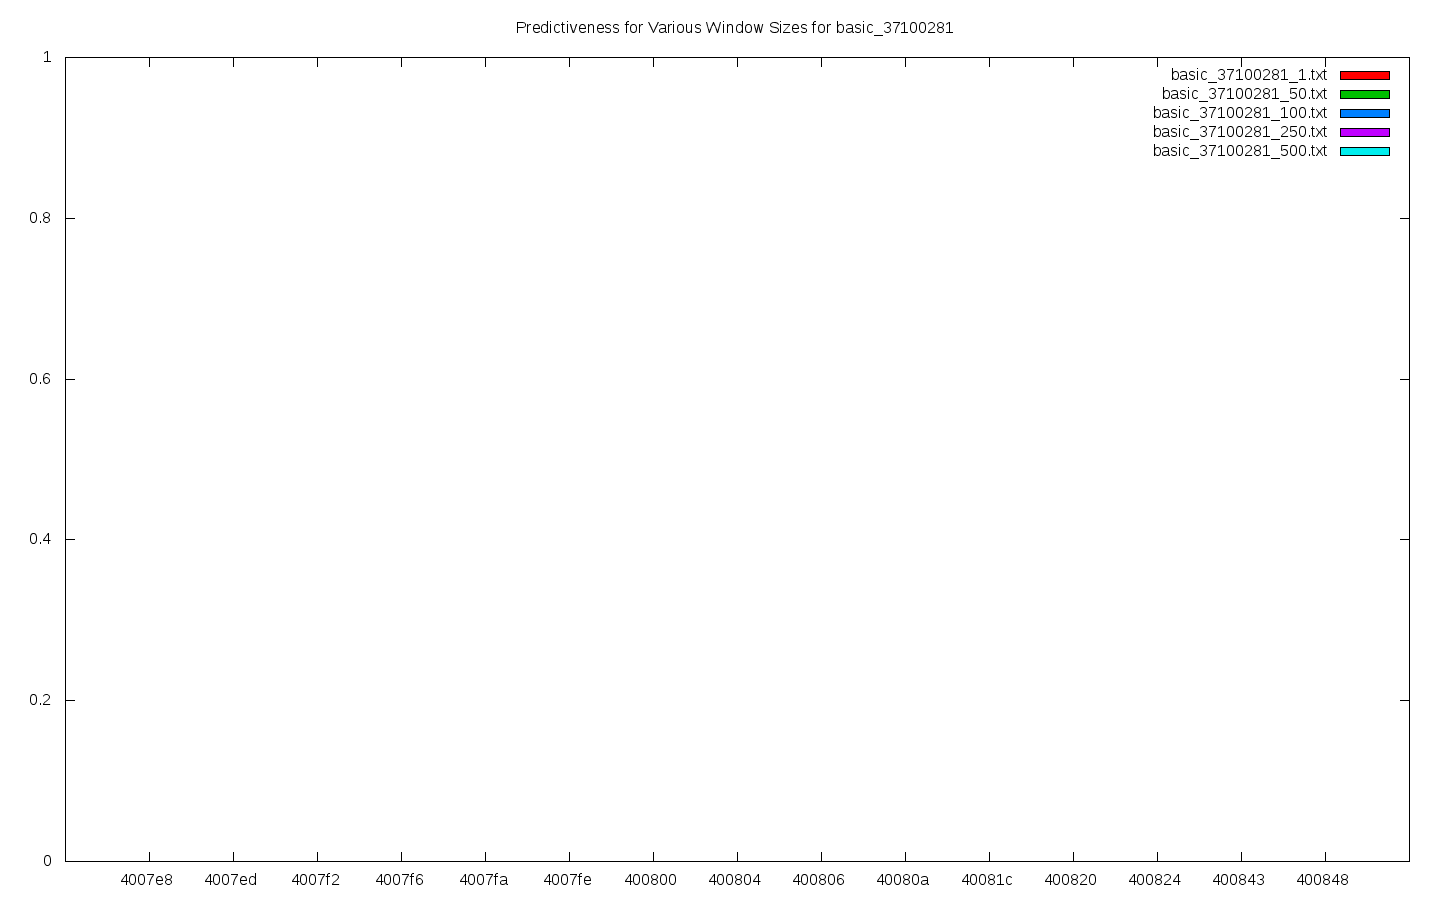 Predictiveness for Various Window Sizes for basic_37100281
1
basic_37100281_1.txt
basic_37100281_50.txt
basic_37100281_100.txt
basic_37100281_250.txt
basic_37100281_500.txt
0.8
0.6
0.4
0.2
0
4007e8 4007ed 4007f2 4007f6 4007fa 4007fe 400800 400804 400806 40080a 40081c 400820 400824 400843 400848